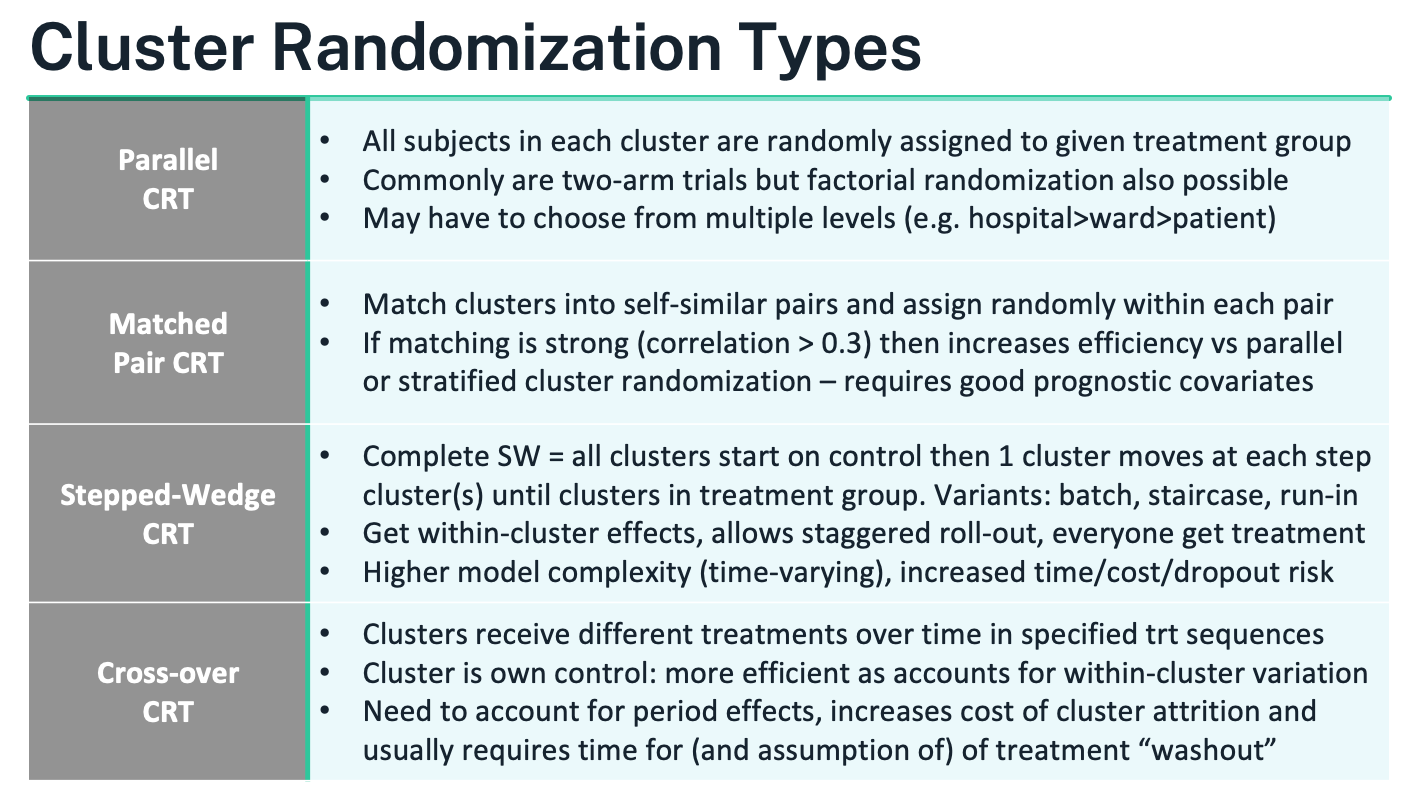 Cluster Randomization Types
Parallel
CRT
• All subjects in each cluster are randomly assigned to given treatment group
• Commonly are two-arm trials but factorial randomization also possible
• May have to choose from multiple levels (e.g. hospital>ward>patient)
Matched
Pair CRT
• Match clusters into self-similar pairs and assign randomly within each pair
• If matching is strong (correlation > 0.3) then increases efficiency vs parallel
or stratified cluster randomization – requires good prognostic covariates
Stepped-Wedge
CRT
• Complete SW = all clusters start on control then 1 cluster moves at each step
cluster(s) until clusters in treatment group. Variants: batch, staircase, run-in
• Get within-cluster effects, allows staggered roll-out, everyone get treatment
• Higher model complexity (time-varying), increased time/cost/dropout risk
Cross-over
CRT
• Clusters receive different treatments over time in specified trt sequences
• Cluster is own control: more efficient as accounts for within-cluster variation
• Need to account for period effects, increases cost of cluster attrition and
usually requires time for (and assumption of) of treatment “washout”